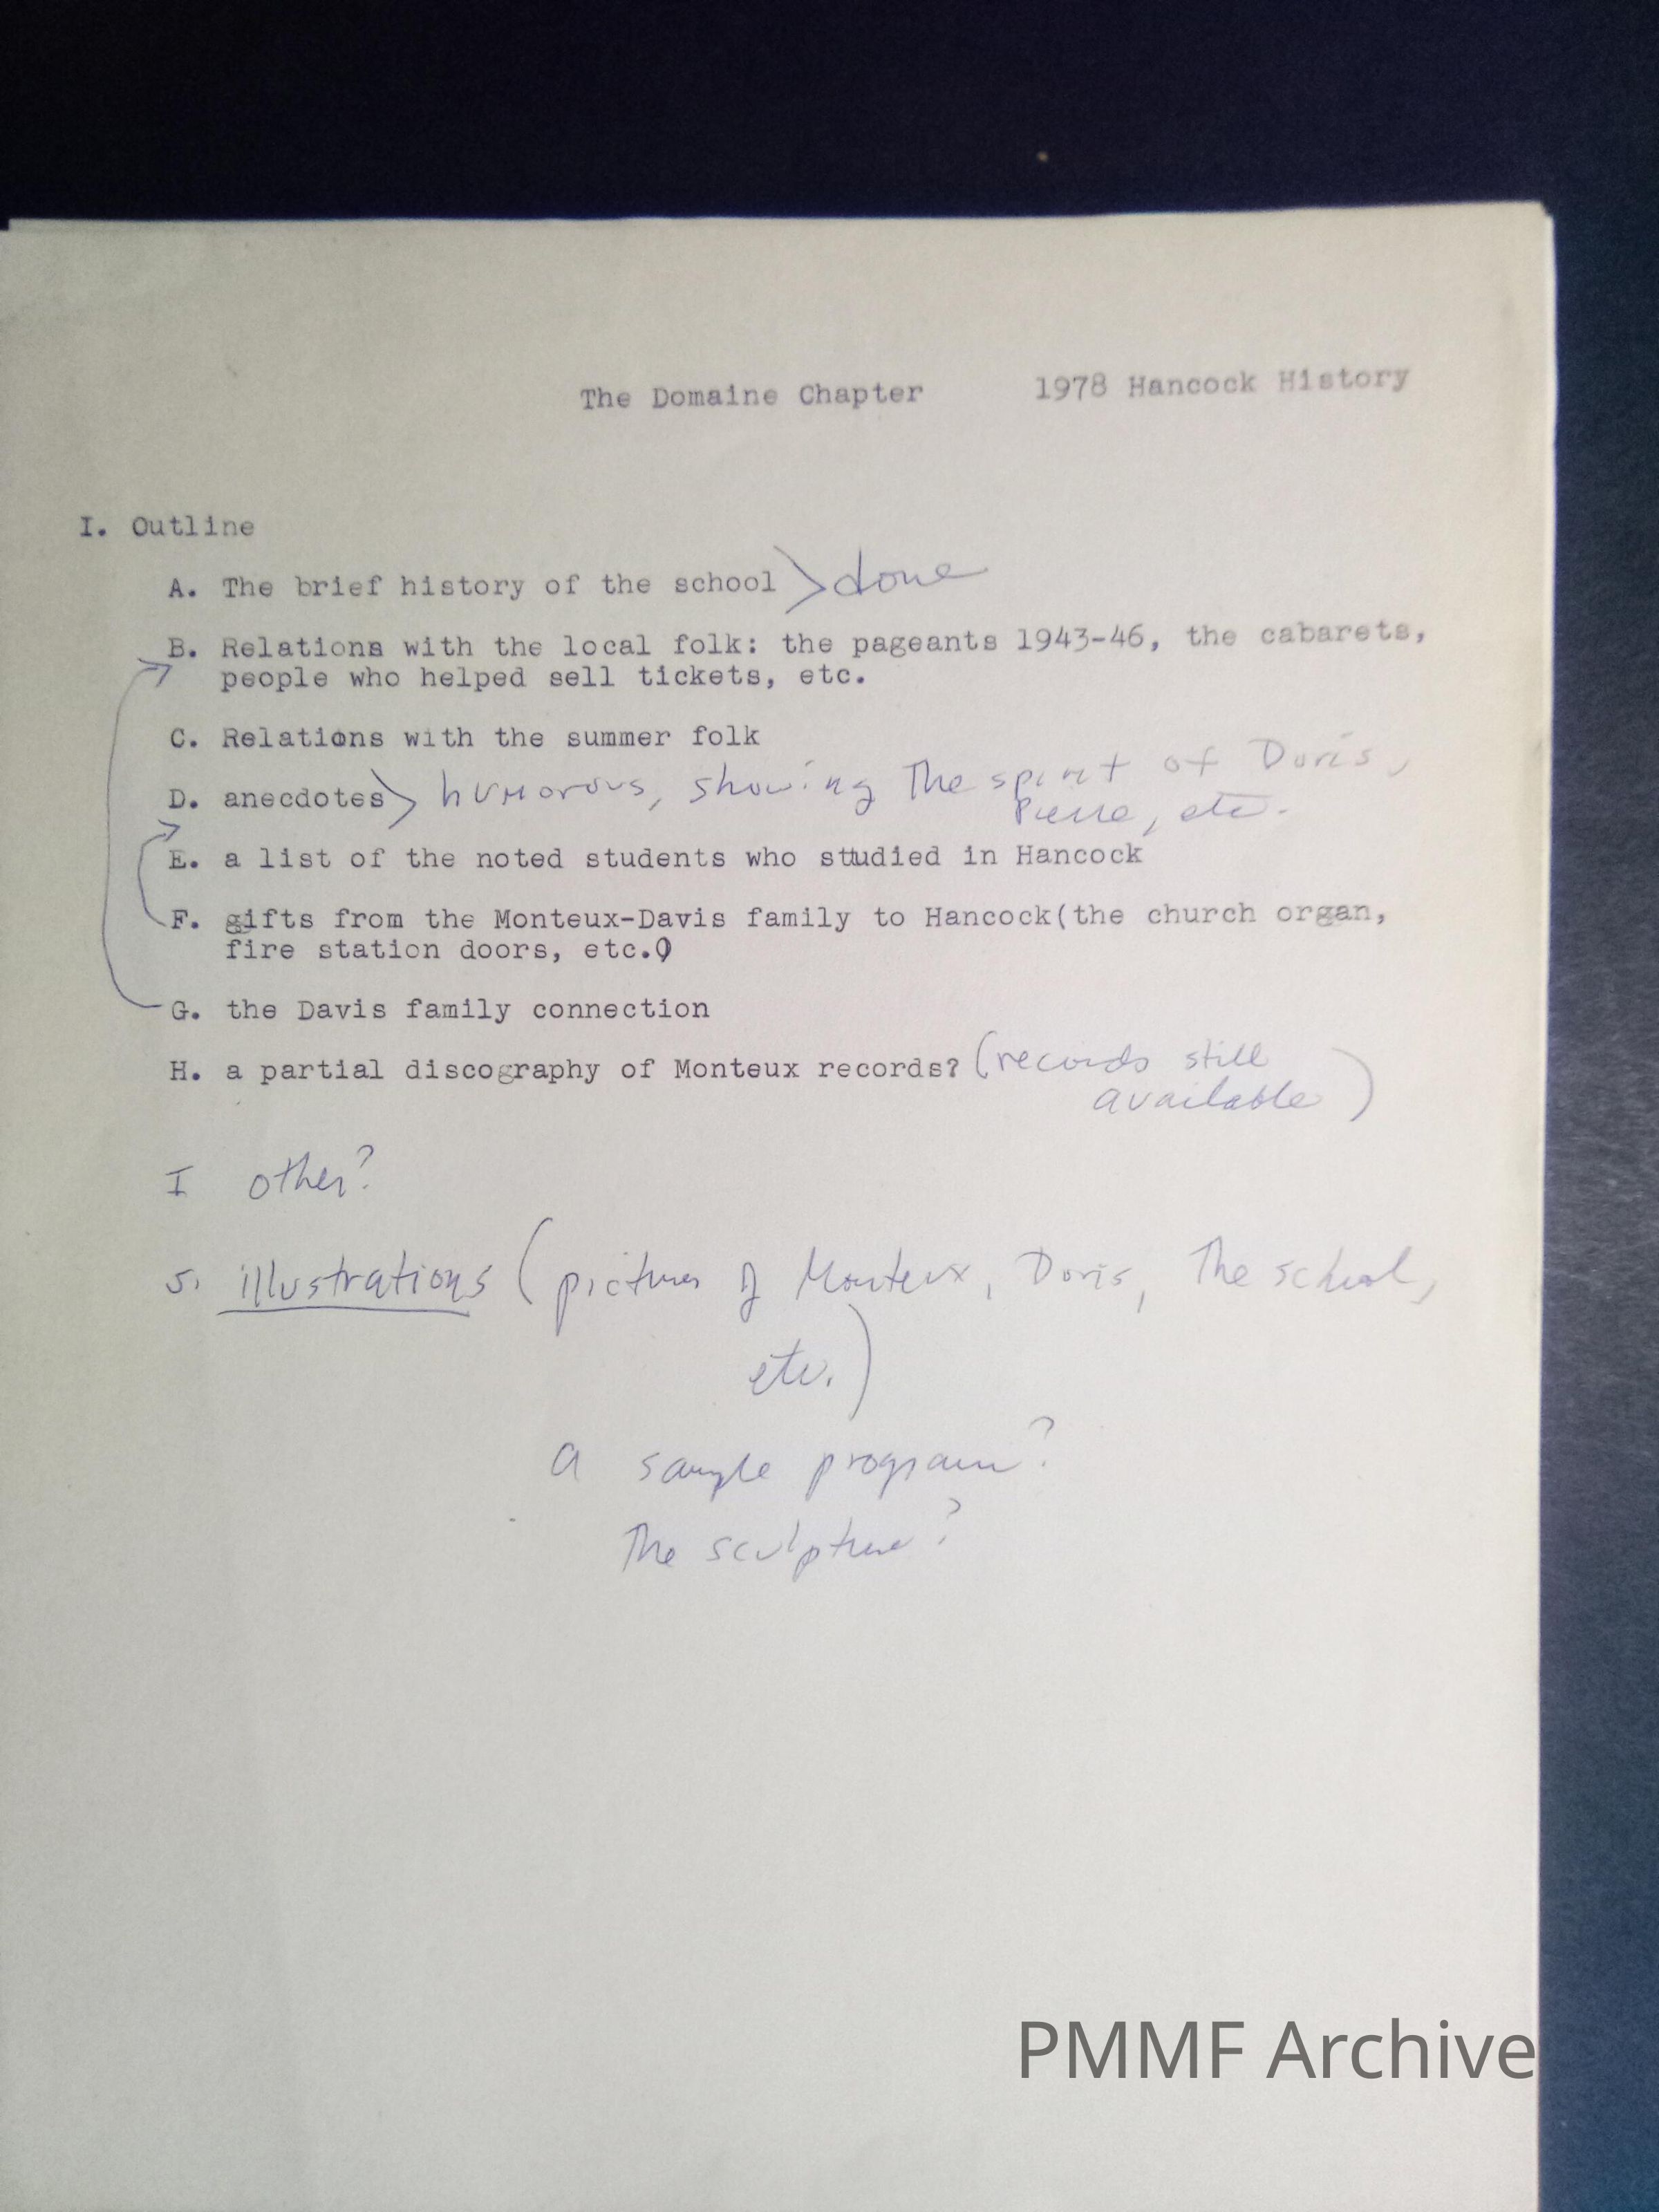 The Domaine Chapter 1978 Hancock History
I. Outline
A. The brief history of the school > done
B. Relations with the local folk: the pageants 1943-46, the cabarets,
people who helped sell tickets, etc.
C. Relations with the summer folk
D. anecdotes > humorous, showing The spirit of Doris,
Pierre, etc.
E. a list of the noted students who sttudied in Hancock
F. gifts from the Monteux-Davis family to Hancock(the church organ,
fire station doors, etc.)
G. the Davis family connection
H. a partial discography of Monteux records? (records still
available)
I other?
J. illustrations (pictures of Monteux, Doris, The school,
etc.)
a sample program?
The sculpture?
PMMF Archive